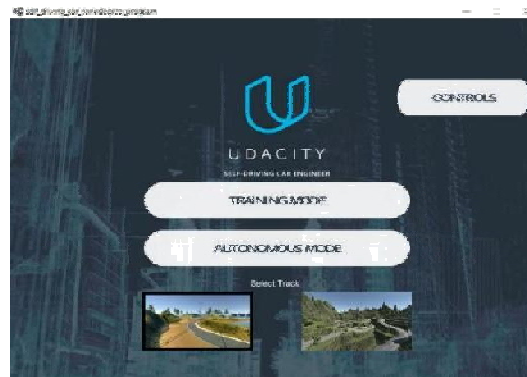 CONTROLS
UDACITY
SELF-DRIVING CAR ENGINEER
TRAINING MODE
AUTONOMOUS MODE
Select Track